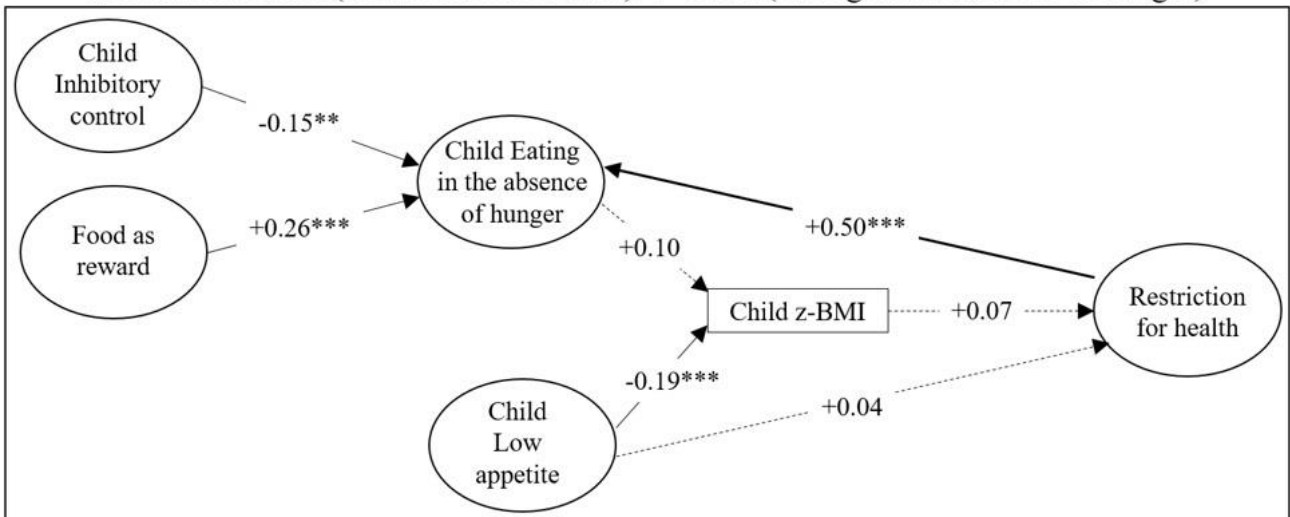 Child
Inhibitory
control
-0.15**
Child Eating
in the absence
of hunger
Food as
reward
+0.26***
+0.50***
+0.10
Child z-BMI
+0.07
Restriction
for health
-0.19***
+0.04
Child
Low
appetite